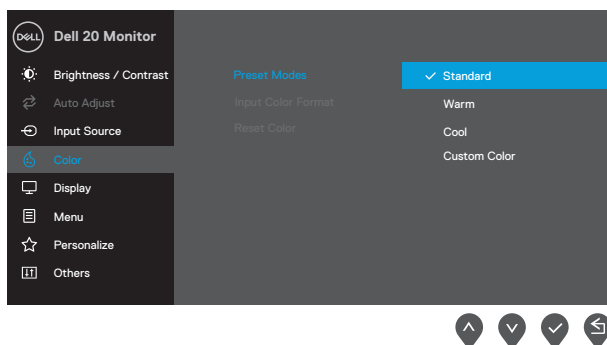 DELL Dell 20 Monitor
Brightness / Contrast
Auto Adjust
Input Source
Color
Display
Menu
Personalize
Others
Preset Modes
Input Color Format
Reset Color
Standard
Warm
Cool
Custom Color